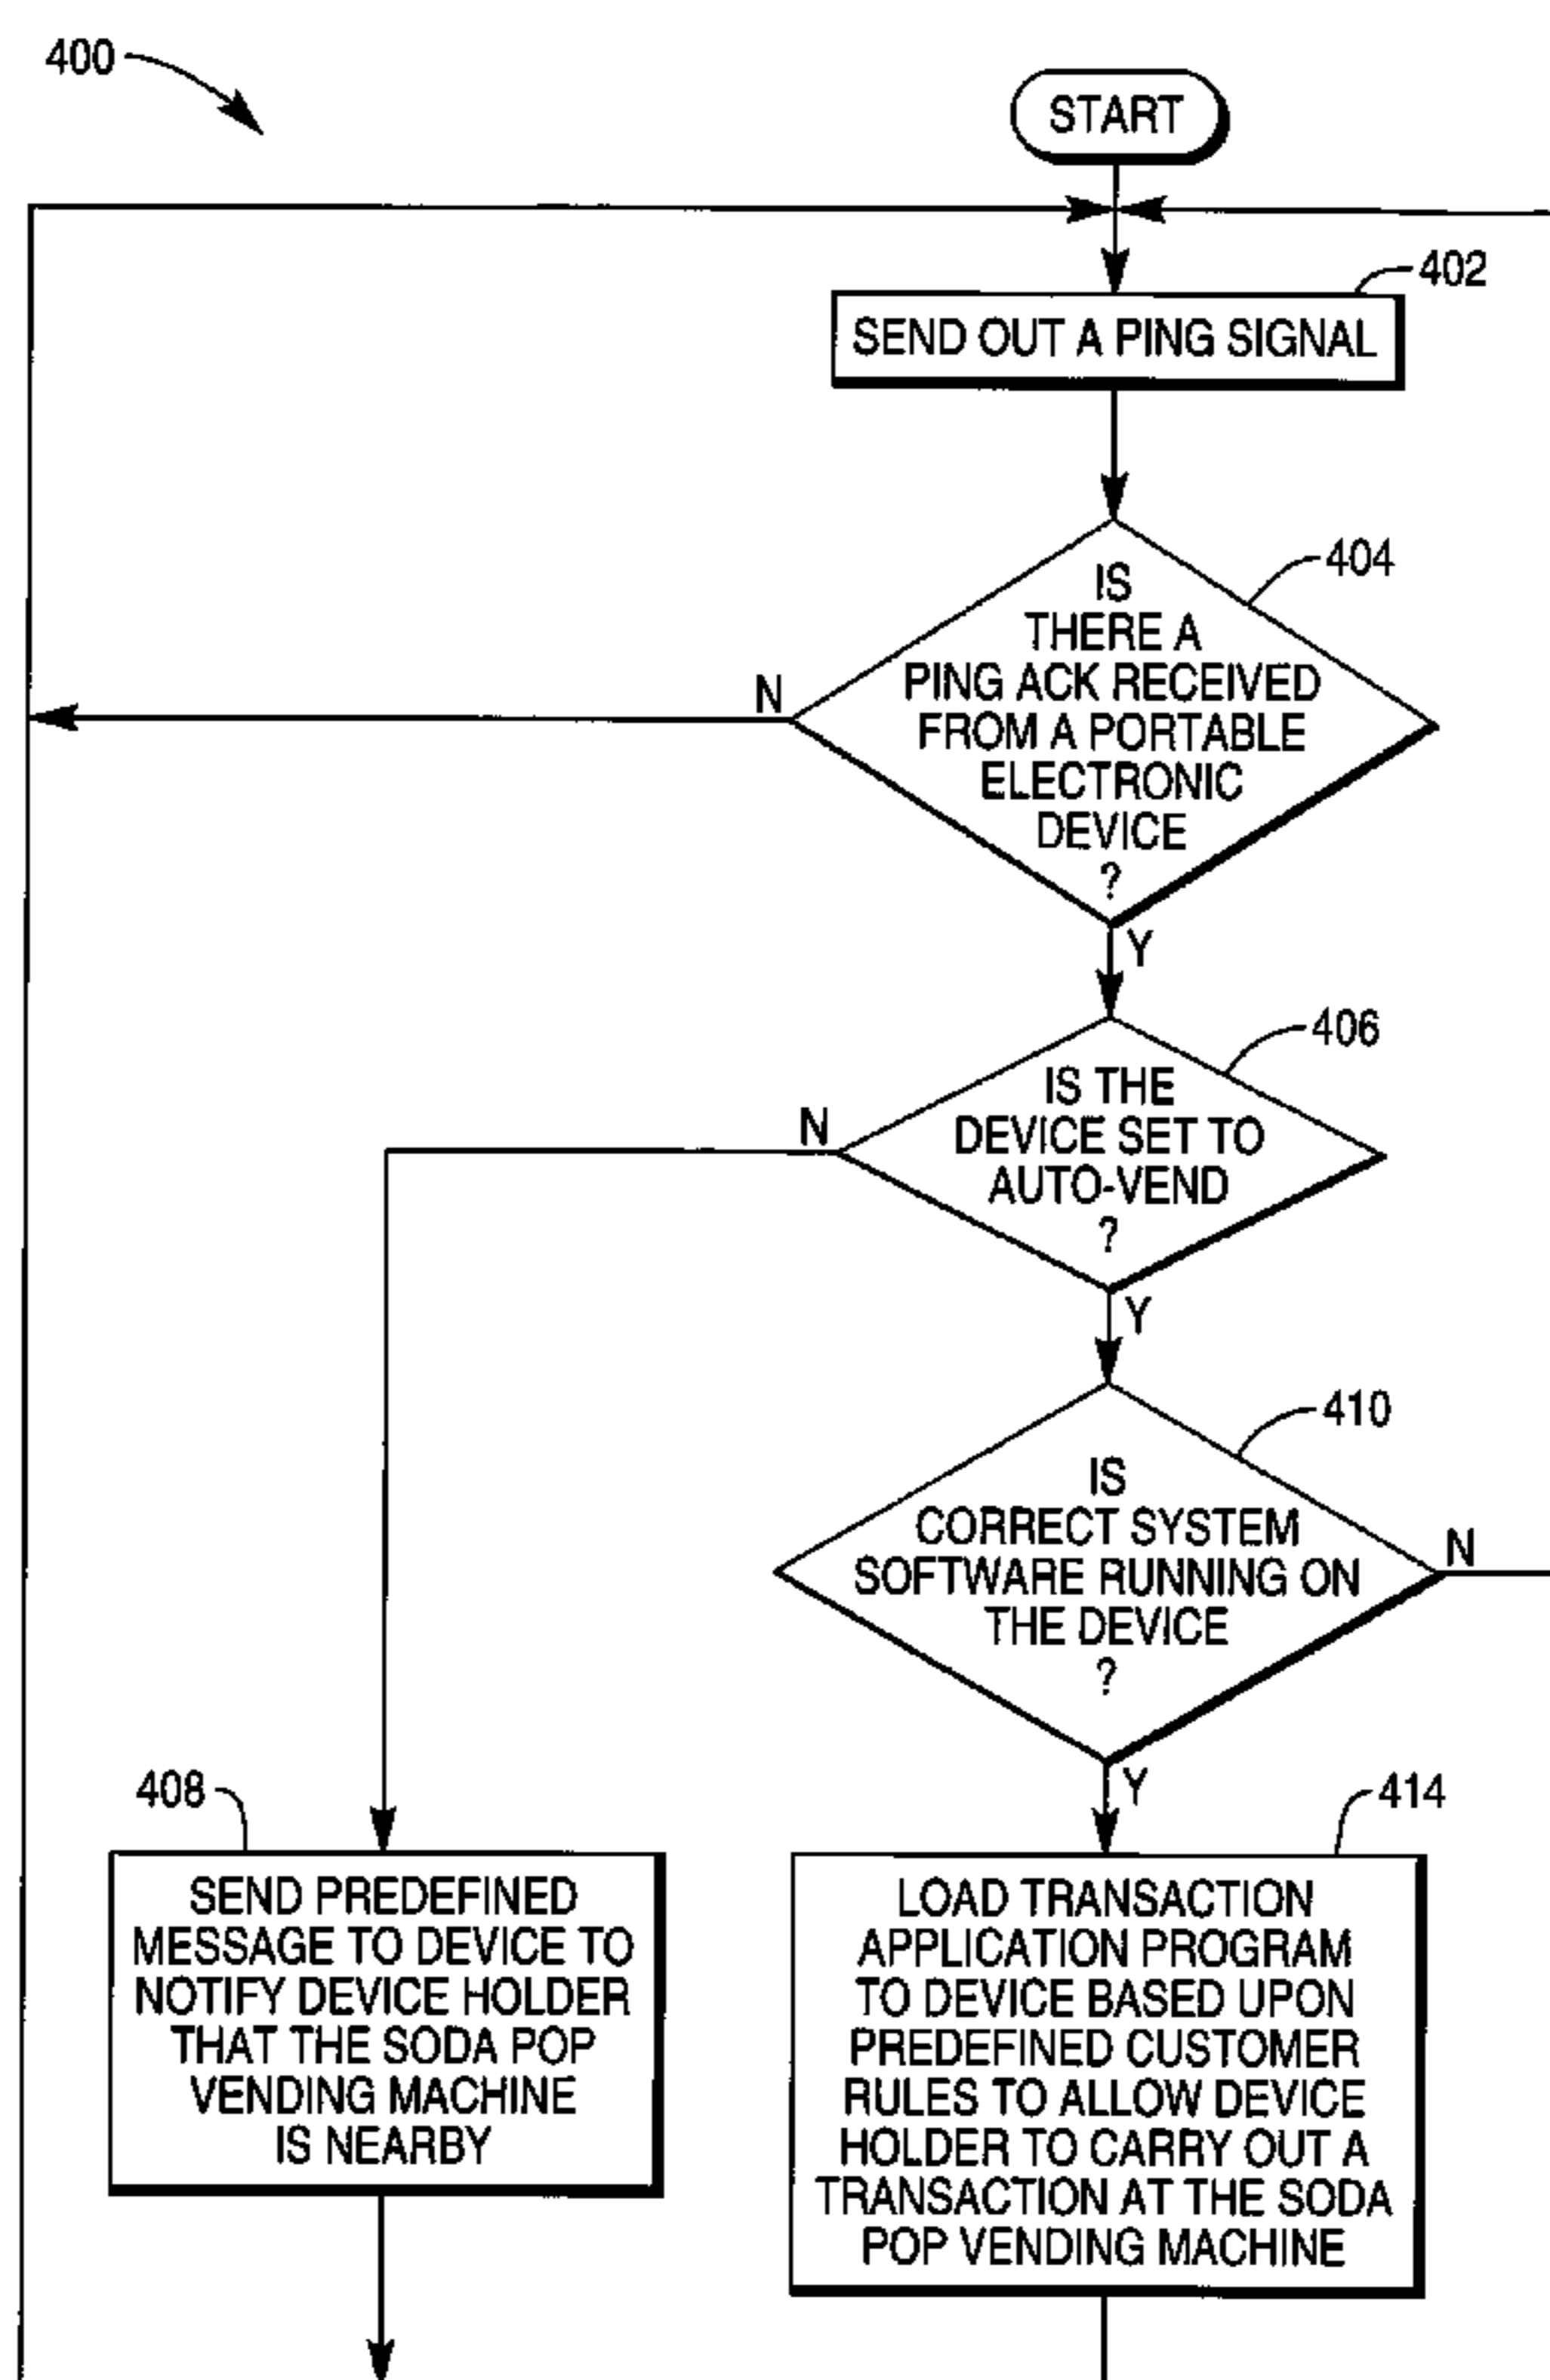 400
START
402
SEND OUT A PING SIGNAL
404
IS
THERE A
PING ACK RECEIVED
FROM A PORTABLE
ELECTRONIC
DEVICE
?
N
Y
406
IS THE
DEVICE SET TO
AUTO-VEND
?
N
Y
410
IS
CORRECT SYSTEM
SOFTWARE RUNNING ON
THE DEVICE
?
N
Y
408
SEND PREDEFINED
MESSAGE TO DEVICE TO
NOTIFY DEVICE HOLDER
THAT THE SODA POP
VENDING MACHINE
IS NEARBY
414
LOAD TRANSACTION
APPLICATION PROGRAM
TO DEVICE BASED UPON
PREDEFINED CUSTOMER
RULES TO ALLOW DEVICE
HOLDER TO CARRY OUT A
TRANSACTION AT THE SODA
POP VENDING MACHINE